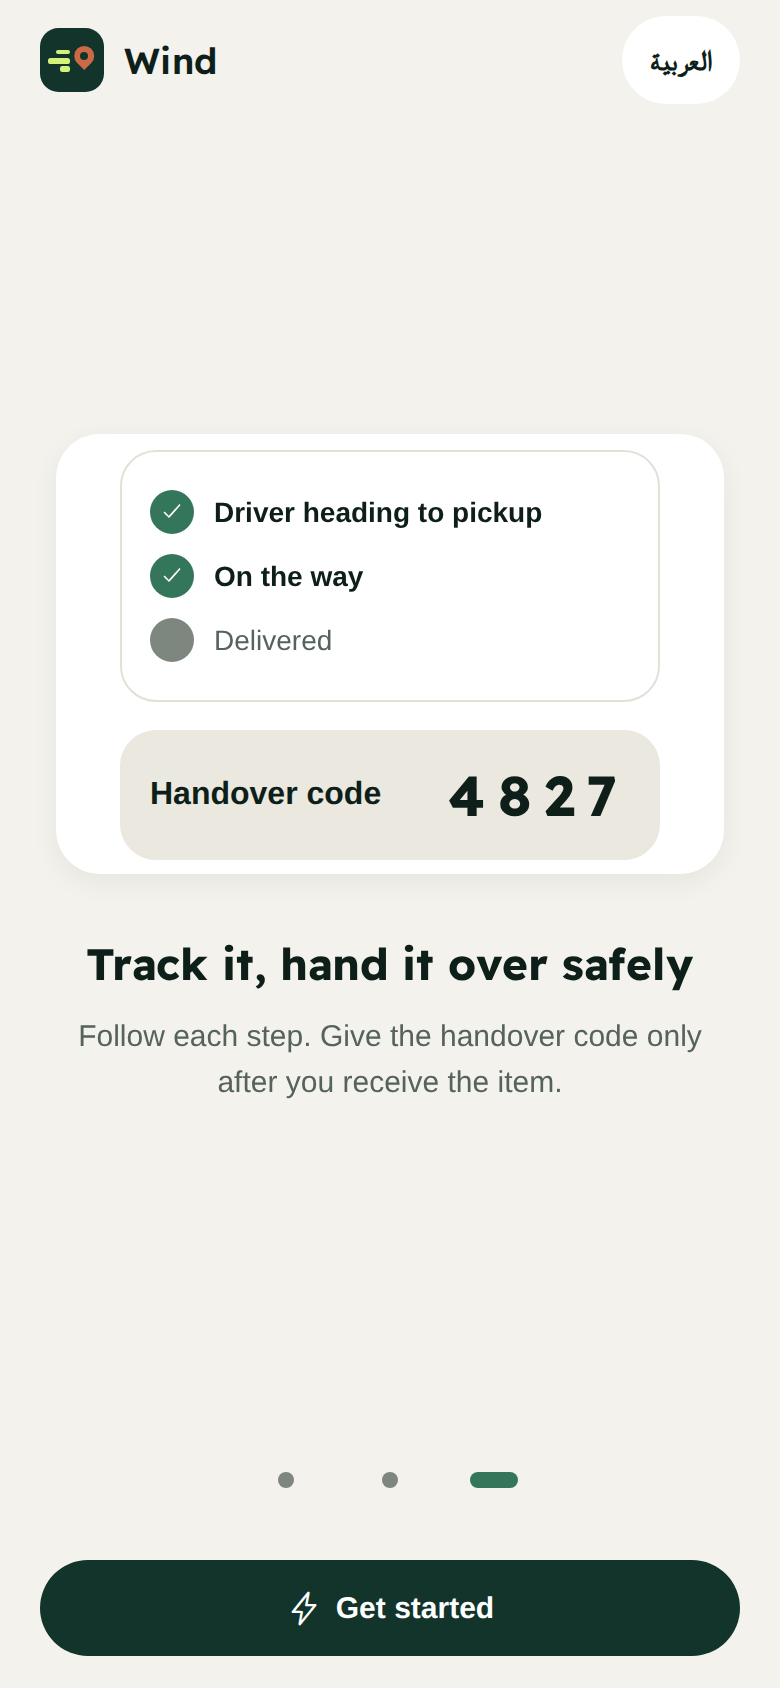 Wind
العربية
Driver heading to pickup
On the way
Delivered
Handover code
4827
Track it, hand it over safely
Follow each step. Give the handover code only
after you receive the item.
Get started